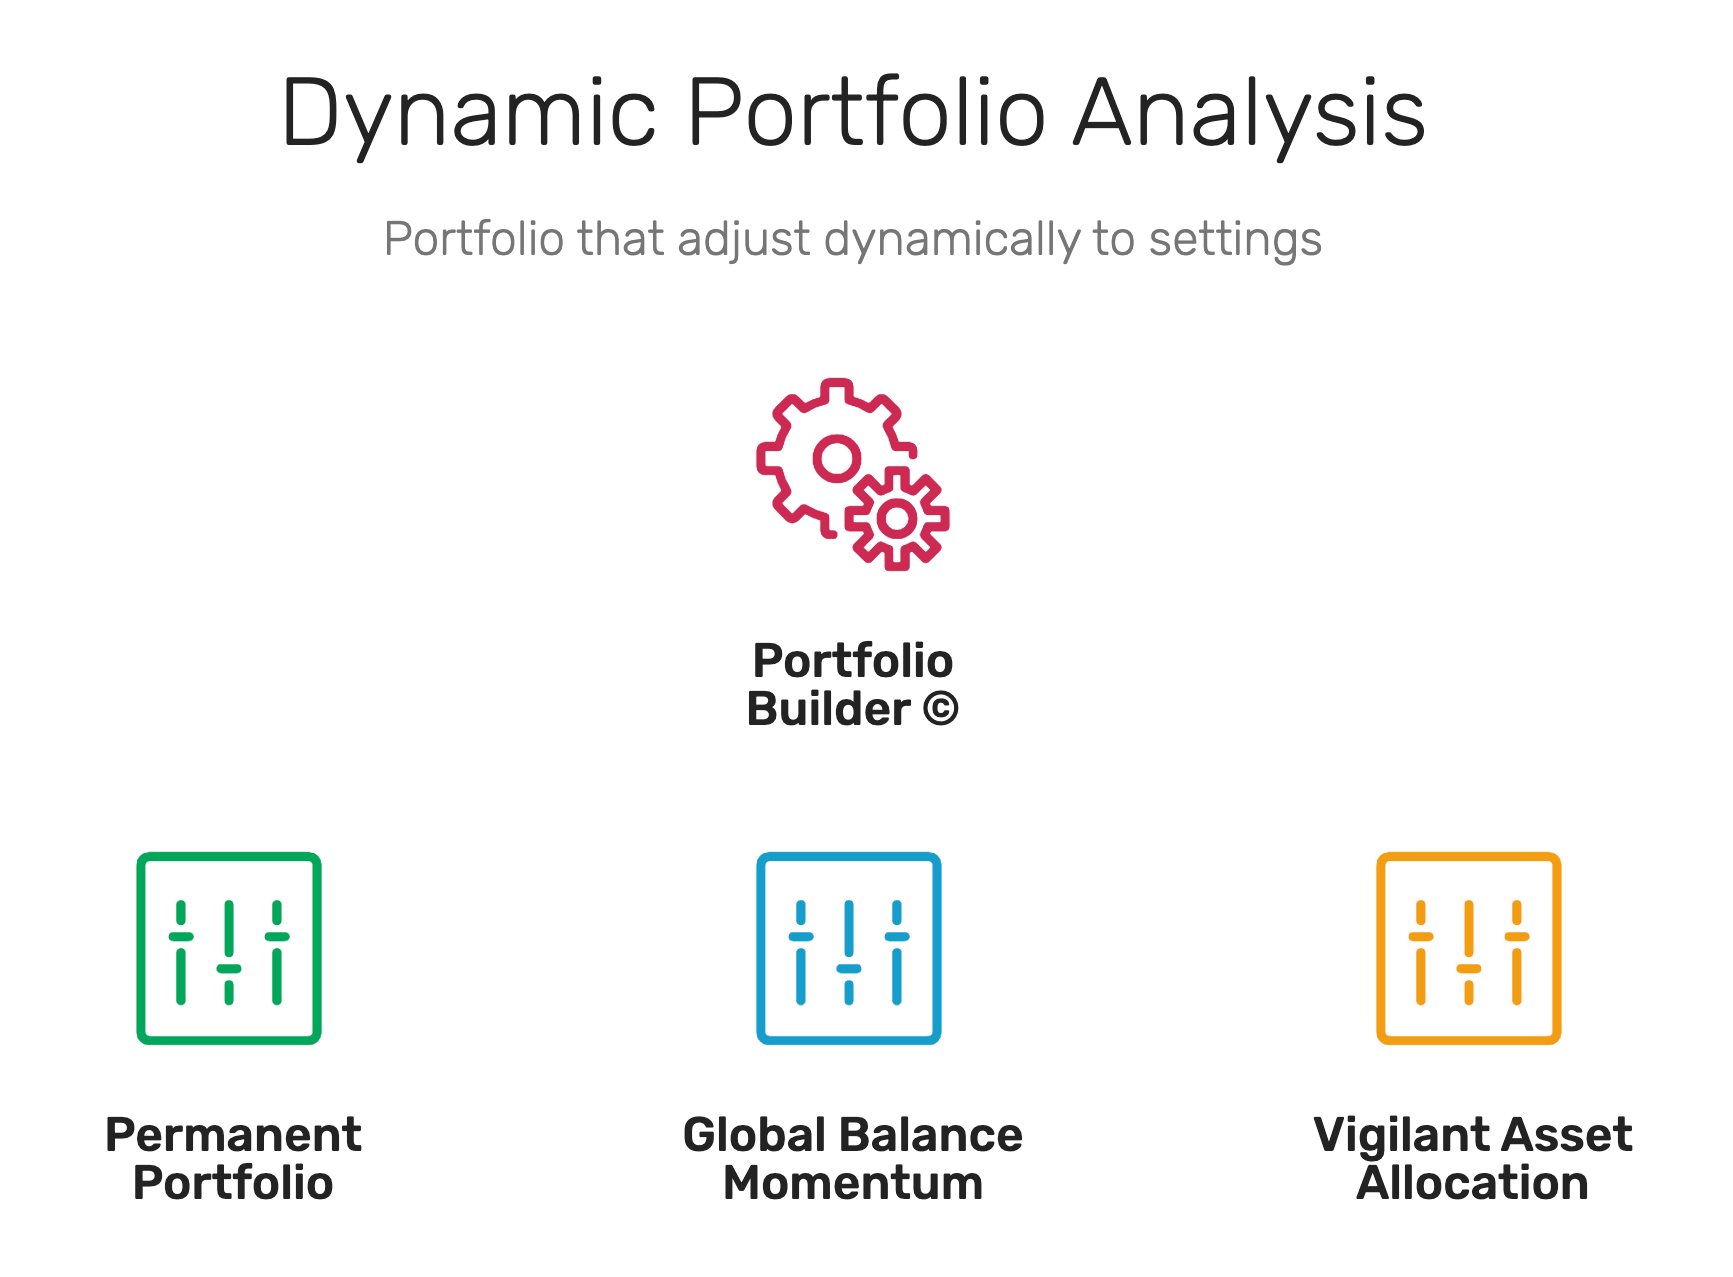 Dynamic Portfolio Analysis
Portfolio that adjust dynamically to settings
Portfolio
Builder ©
Permanent
Portfolio
Global Balance
Momentum
Vigilant Asset
Allocation